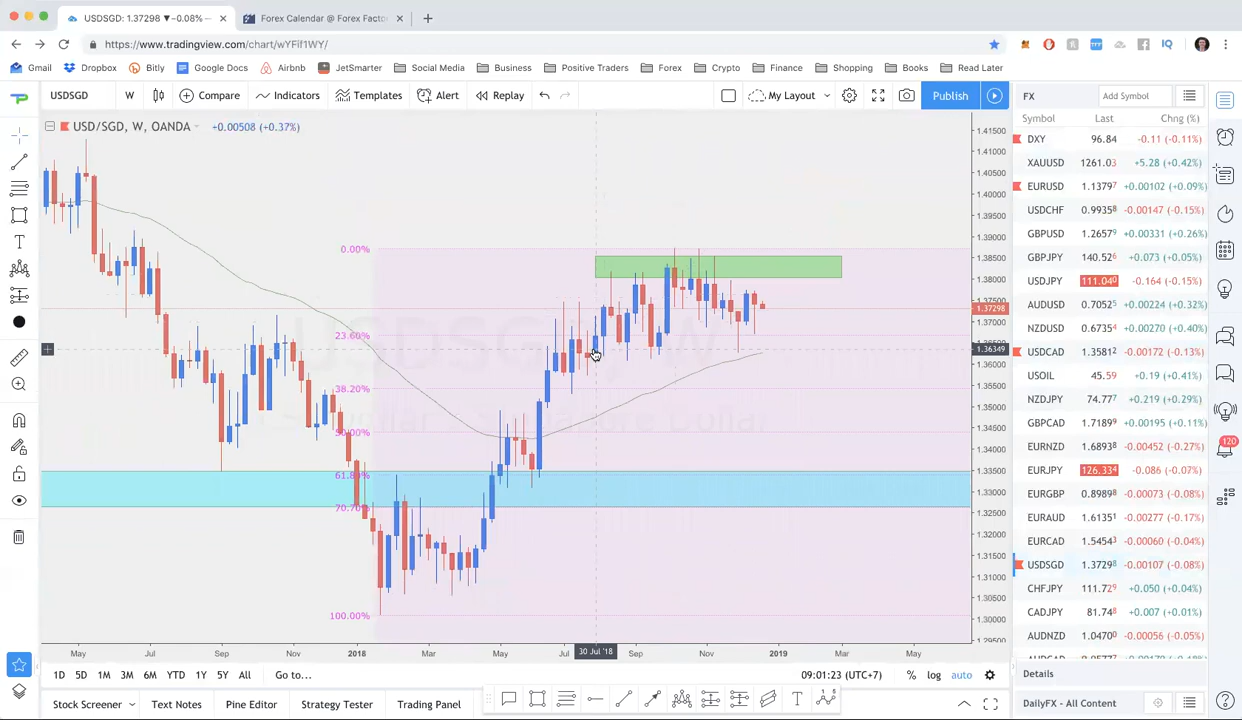 USDSGD: 1.37298 ▼−0.08%
Forex Calendar @ Forex Facto
https://www.tradingview.com/chart/wYFif1WY/
Gmail Dropbox Bitly Google Docs Airbnb JetSmarter Social Media Business Positive Traders Forex Crypto Finance Shopping Books Read Later
USDSGD W Compare Indicators Templates Alert Replay My Layout Publish FX Add Symbol
USD/SGD, W, OANDA +0.00508 (+0.37%)
Symbol Last Chng (%)
DXY 96.84 -0.11 (-0.11%)
XAUUSD 1261.03 +5.28 (+0.42%)
EURUSD 1.13797 +0.00102 (+0.09%)
USDCHF 0.99358 -0.00147 (-0.15%)
GBPUSD 1.26579 +0.00331 (+0.26%)
GBPJPY 140.526 +0.073 (+0.05%)
USDJPY 111.040 -0.164 (-0.15%)
AUDUSD 0.70525 +0.00224 (+0.32%)
NZDUSD 0.67354 +0.00270 (+0.40%)
USDCAD 1.35812 -0.00172 (-0.13%)
USOIL 45.59 +0.19 (+0.41%)
NZDJPY 74.777 +0.219 (+0.29%)
GBPCAD 1.71899 +0.00195 (+0.11%)
EURNZD 1.68938 -0.00452 (-0.27%)
EURJPY 126.334 -0.086 (-0.07%)
EURGBP 0.89898 -0.00073 (-0.08%)
EURAUD 1.61351 -0.00277 (-0.17%)
EURCAD 1.54543 -0.00060 (-0.04%)
USDSGD 1.37298 -0.00107 (-0.08%)
CHFJPY 111.729 +0.050 (+0.04%)
CADJPY 81.748 +0.007 (+0.01%)
AUDNZD 1.0470 -0.00056 (-0.05%)
120
1.41500
1.41000
1.40500
1.40000
1.39500
1.39000
1.38500
1.38000
1.37500
1.37298
1.37000
1.36349
1.36000
1.35500
1.35000
1.34500
1.34000
1.33500
1.33000
1.32500
1.32000
1.31500
1.31000
1.30500
1.30000
1.29500
0.00%
23.60%
38.20%
50.00%
61.80%
70.70%
100.00%
USDSGD, W
May Jul Sep Nov 2018 Mar May Jul 30 Jul '18 Sep Nov 2019 Mar May
1D 5D 1M 3M 6M YTD 1Y 5Y All Go to... 09:01:23 (UTC+7) % log auto
Details
Stock Screener Text Notes Pine Editor Strategy Tester Trading Panel
DailyFX - All Content